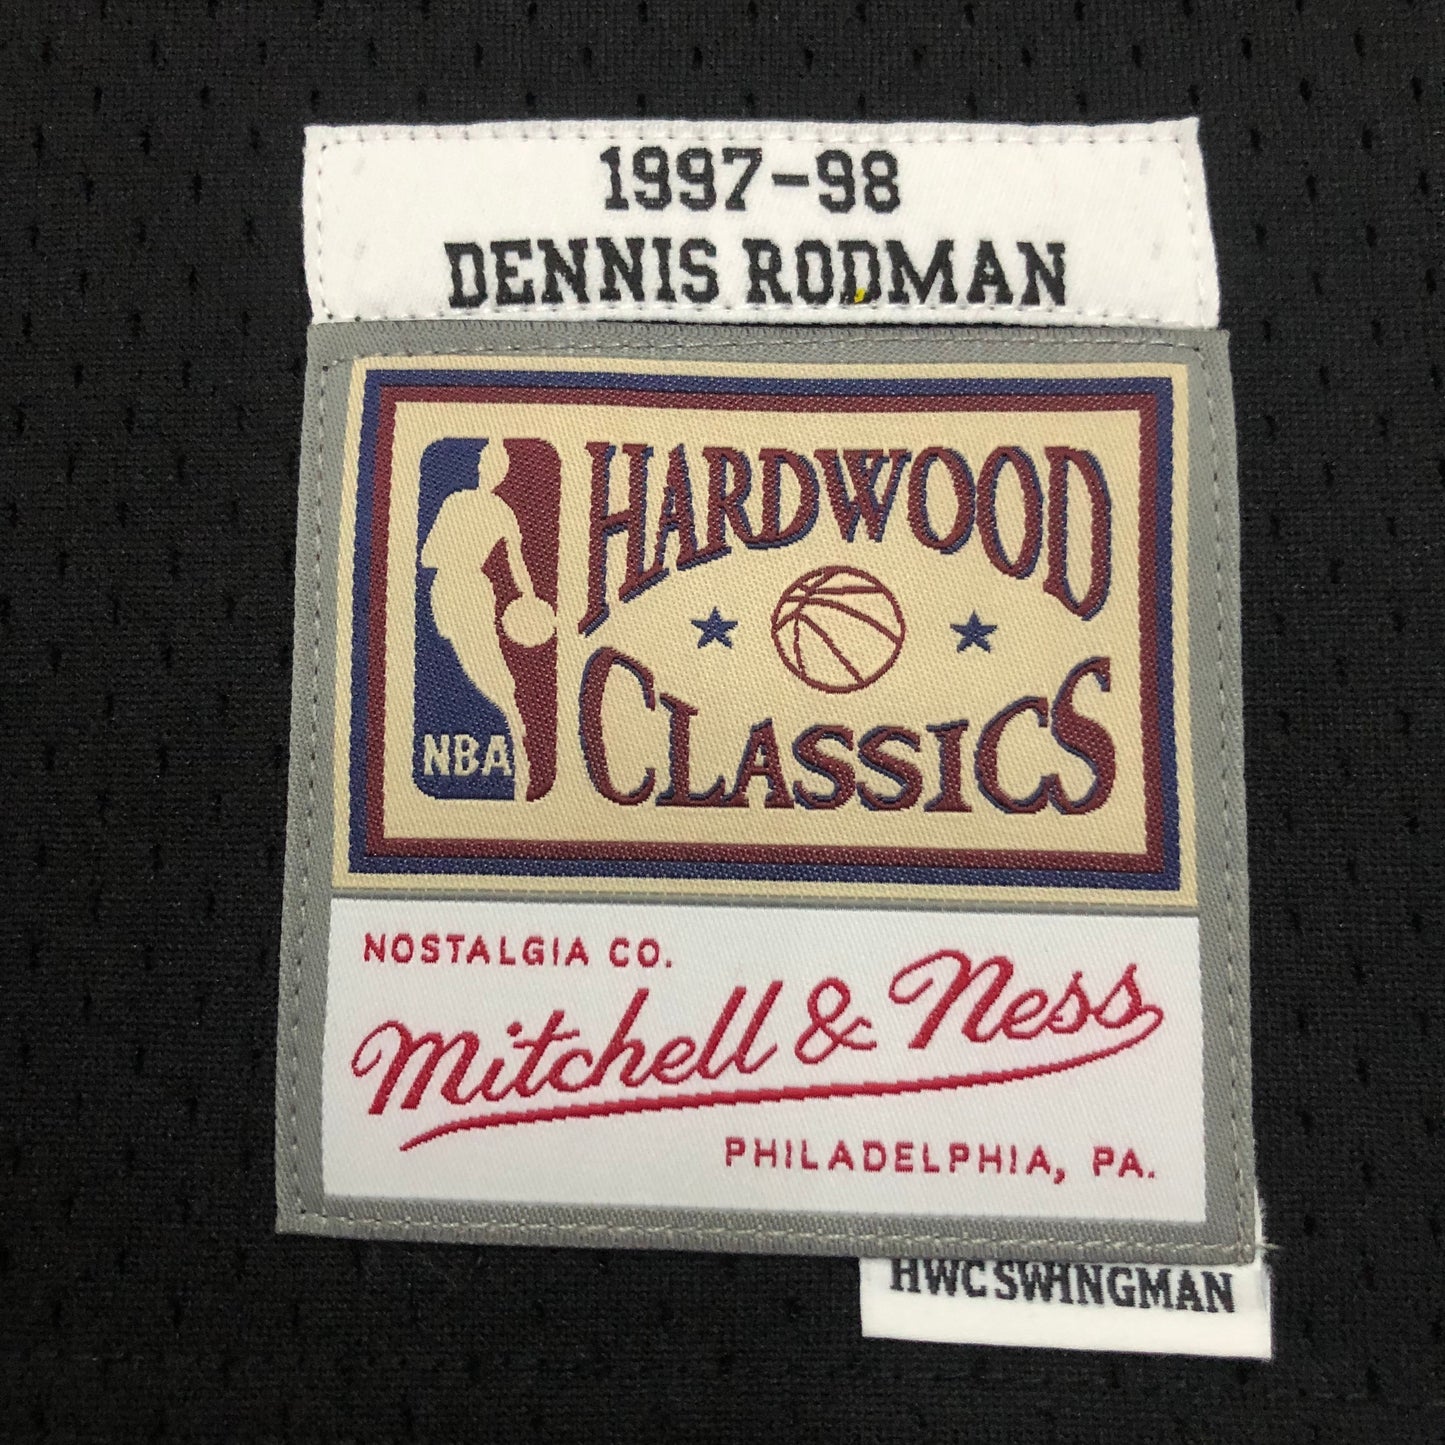 1997-98
DENNIS RODMAN
HARDWOOD
CLASSICS
NBA
NOSTALGIA CO.
Mitchell & Ness
PHILADELPHIA, PA.
HWC SWINGMAN